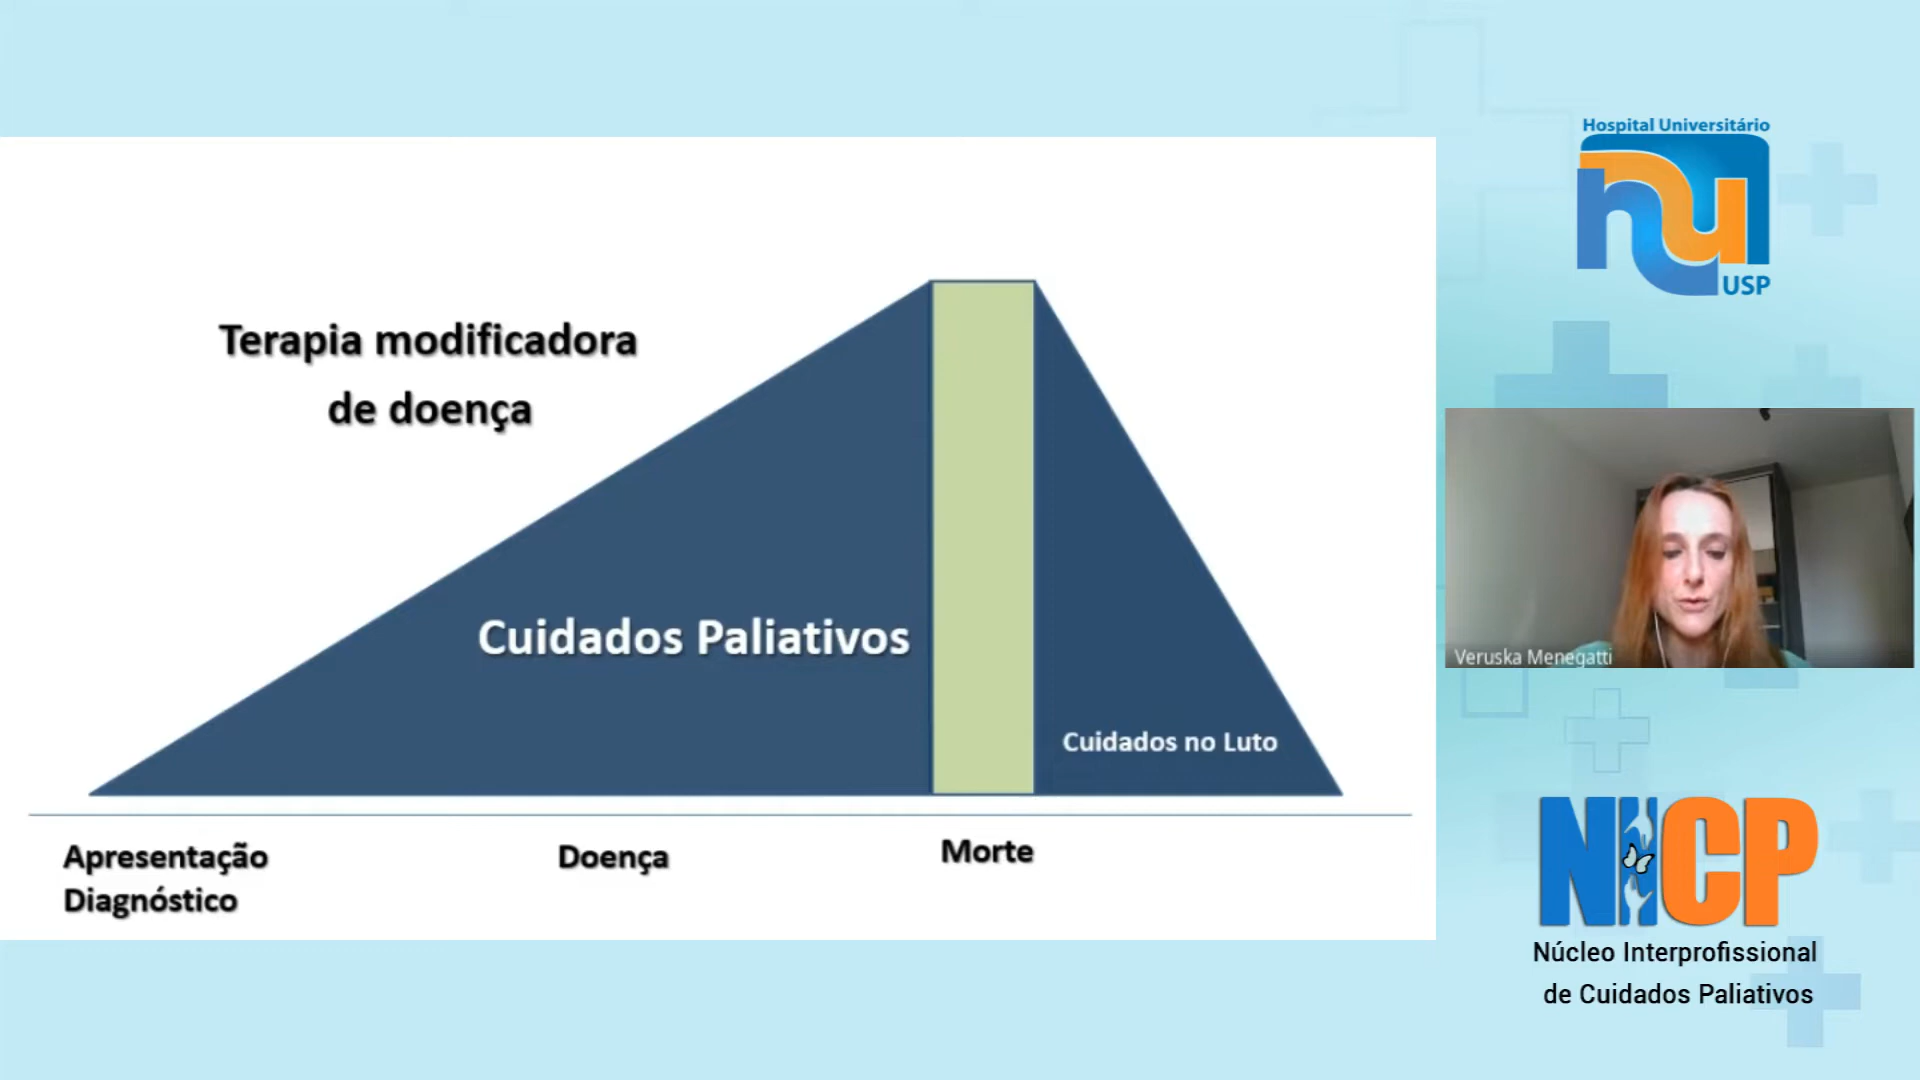 Terapia modificadora
de doença
Cuidados Paliativos
Cuidados no Luto
Apresentação
Diagnóstico
Doença
Morte
Hospital Universitário
hu
USP
Veruska Menegatti
NICP
Núcleo Interprofissional
de Cuidados Paliativos